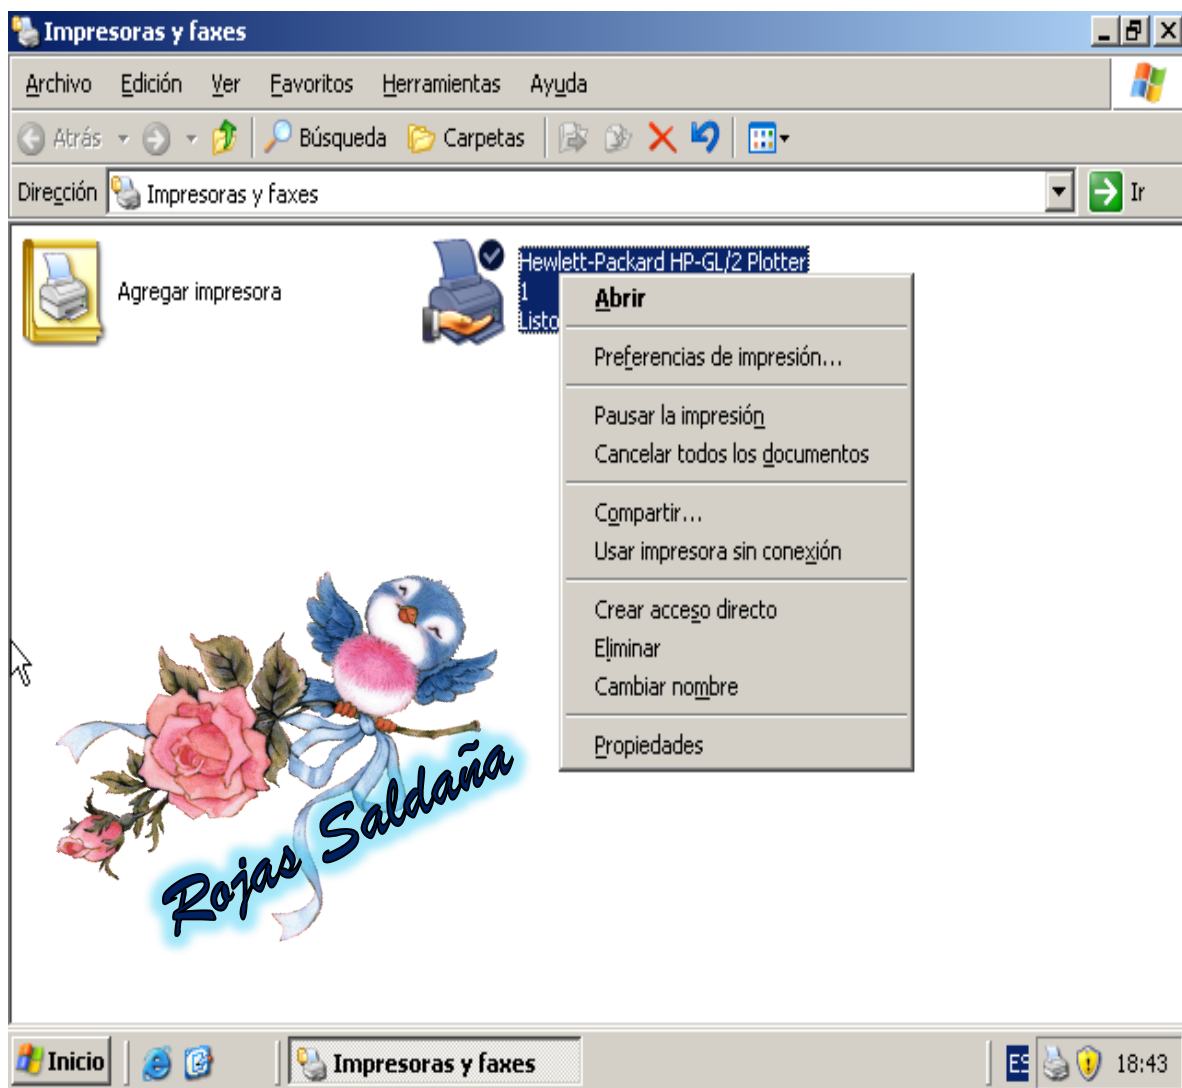 Impresoras y faxes
Archivo Edición Ver Favoritos Herramientas Ayuda
Atrás Búsqueda Carpetas
Dirección Impresoras y faxes Ir
Agregar impresora
Hewlett-Packard HP-GL/2 Plotter
1
Listo
Abrir
Preferencias de impresión...
Pausar la impresión
Cancelar todos los documentos
Compartir...
Usar impresora sin conexión
Crear acceso directo
Eliminar
Cambiar nombre
Propiedades
Rojas Saldaña
Inicio Impresoras y faxes ES 18:43